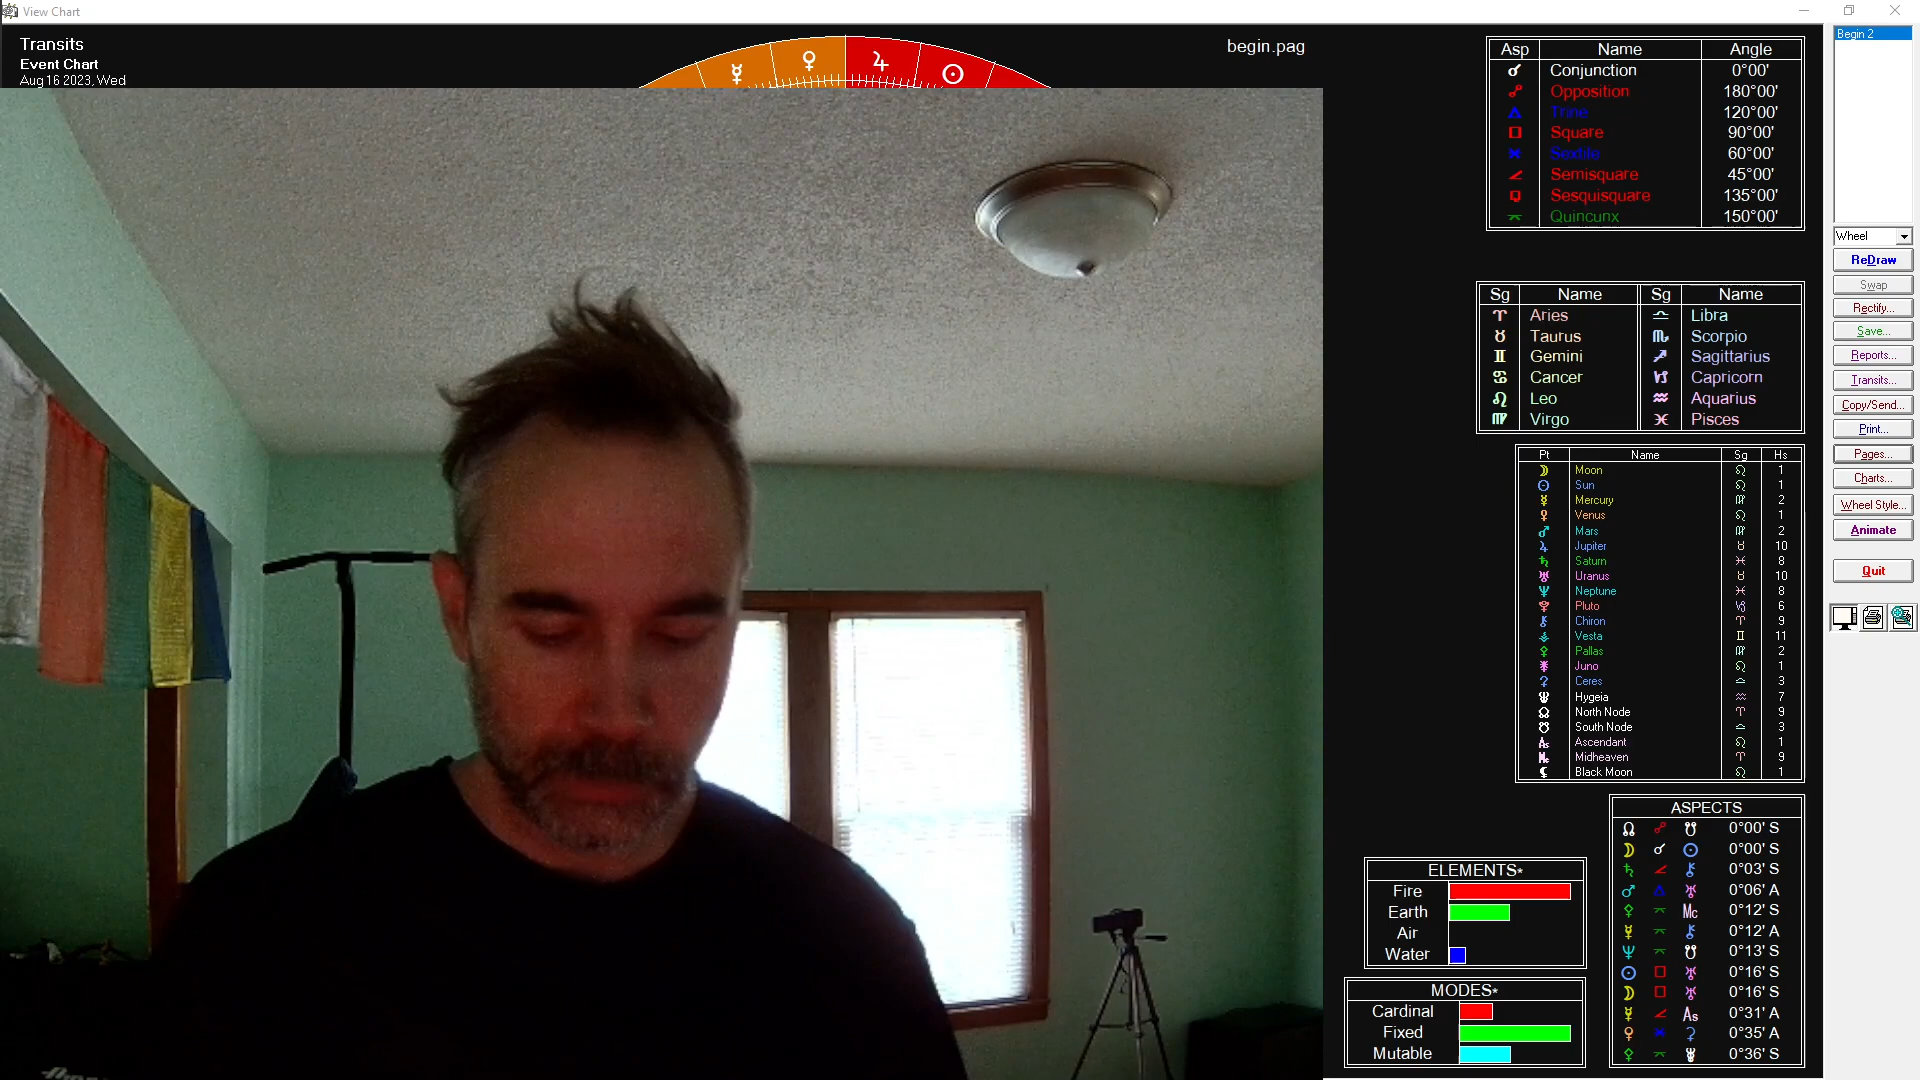 View Chart
Transits
Event Chart
Aug 16 2023, Wed
begin.pag
Asp Name Angle
Conjunction 0°00'
Opposition 180°00'
Trine 120°00'
Square 90°00'
Sextile 60°00'
Semisquare 45°00'
Sesquisquare 135°00'
Quincunx 150°00'
Sg Name Sg Name
Aries Libra
Taurus Scorpio
Gemini Sagittarius
Cancer Capricorn
Leo Aquarius
Virgo Pisces
Pt Name Sg Hs
Moon 1
Sun 1
Mercury 2
Venus 1
Mars 2
Jupiter 10
Saturn 8
Uranus 10
Neptune 8
Pluto 6
Chiron 9
Vesta 11
Pallas 2
Juno 1
Ceres 3
Hygeia 7
North Node 9
South Node 3
As Ascendant 1
Mc Midheaven 9
Black Moon 1
ASPECTS
0°00' S
0°00' S
0°03' S
0°06' A
Mc 0°12' S
0°12' A
0°13' S
0°16' S
0°16' S
As 0°31' A
0°35' A
0°36' S
ELEMENTS*
Fire
Earth
Air
Water
MODES*
Cardinal
Fixed
Mutable
Begin 2
Wheel
ReDraw
Swap
Rectify...
Save...
Reports...
Transits...
Copy/Send...
Print...
Pages...
Charts...
Wheel Style...
Animate
Quit